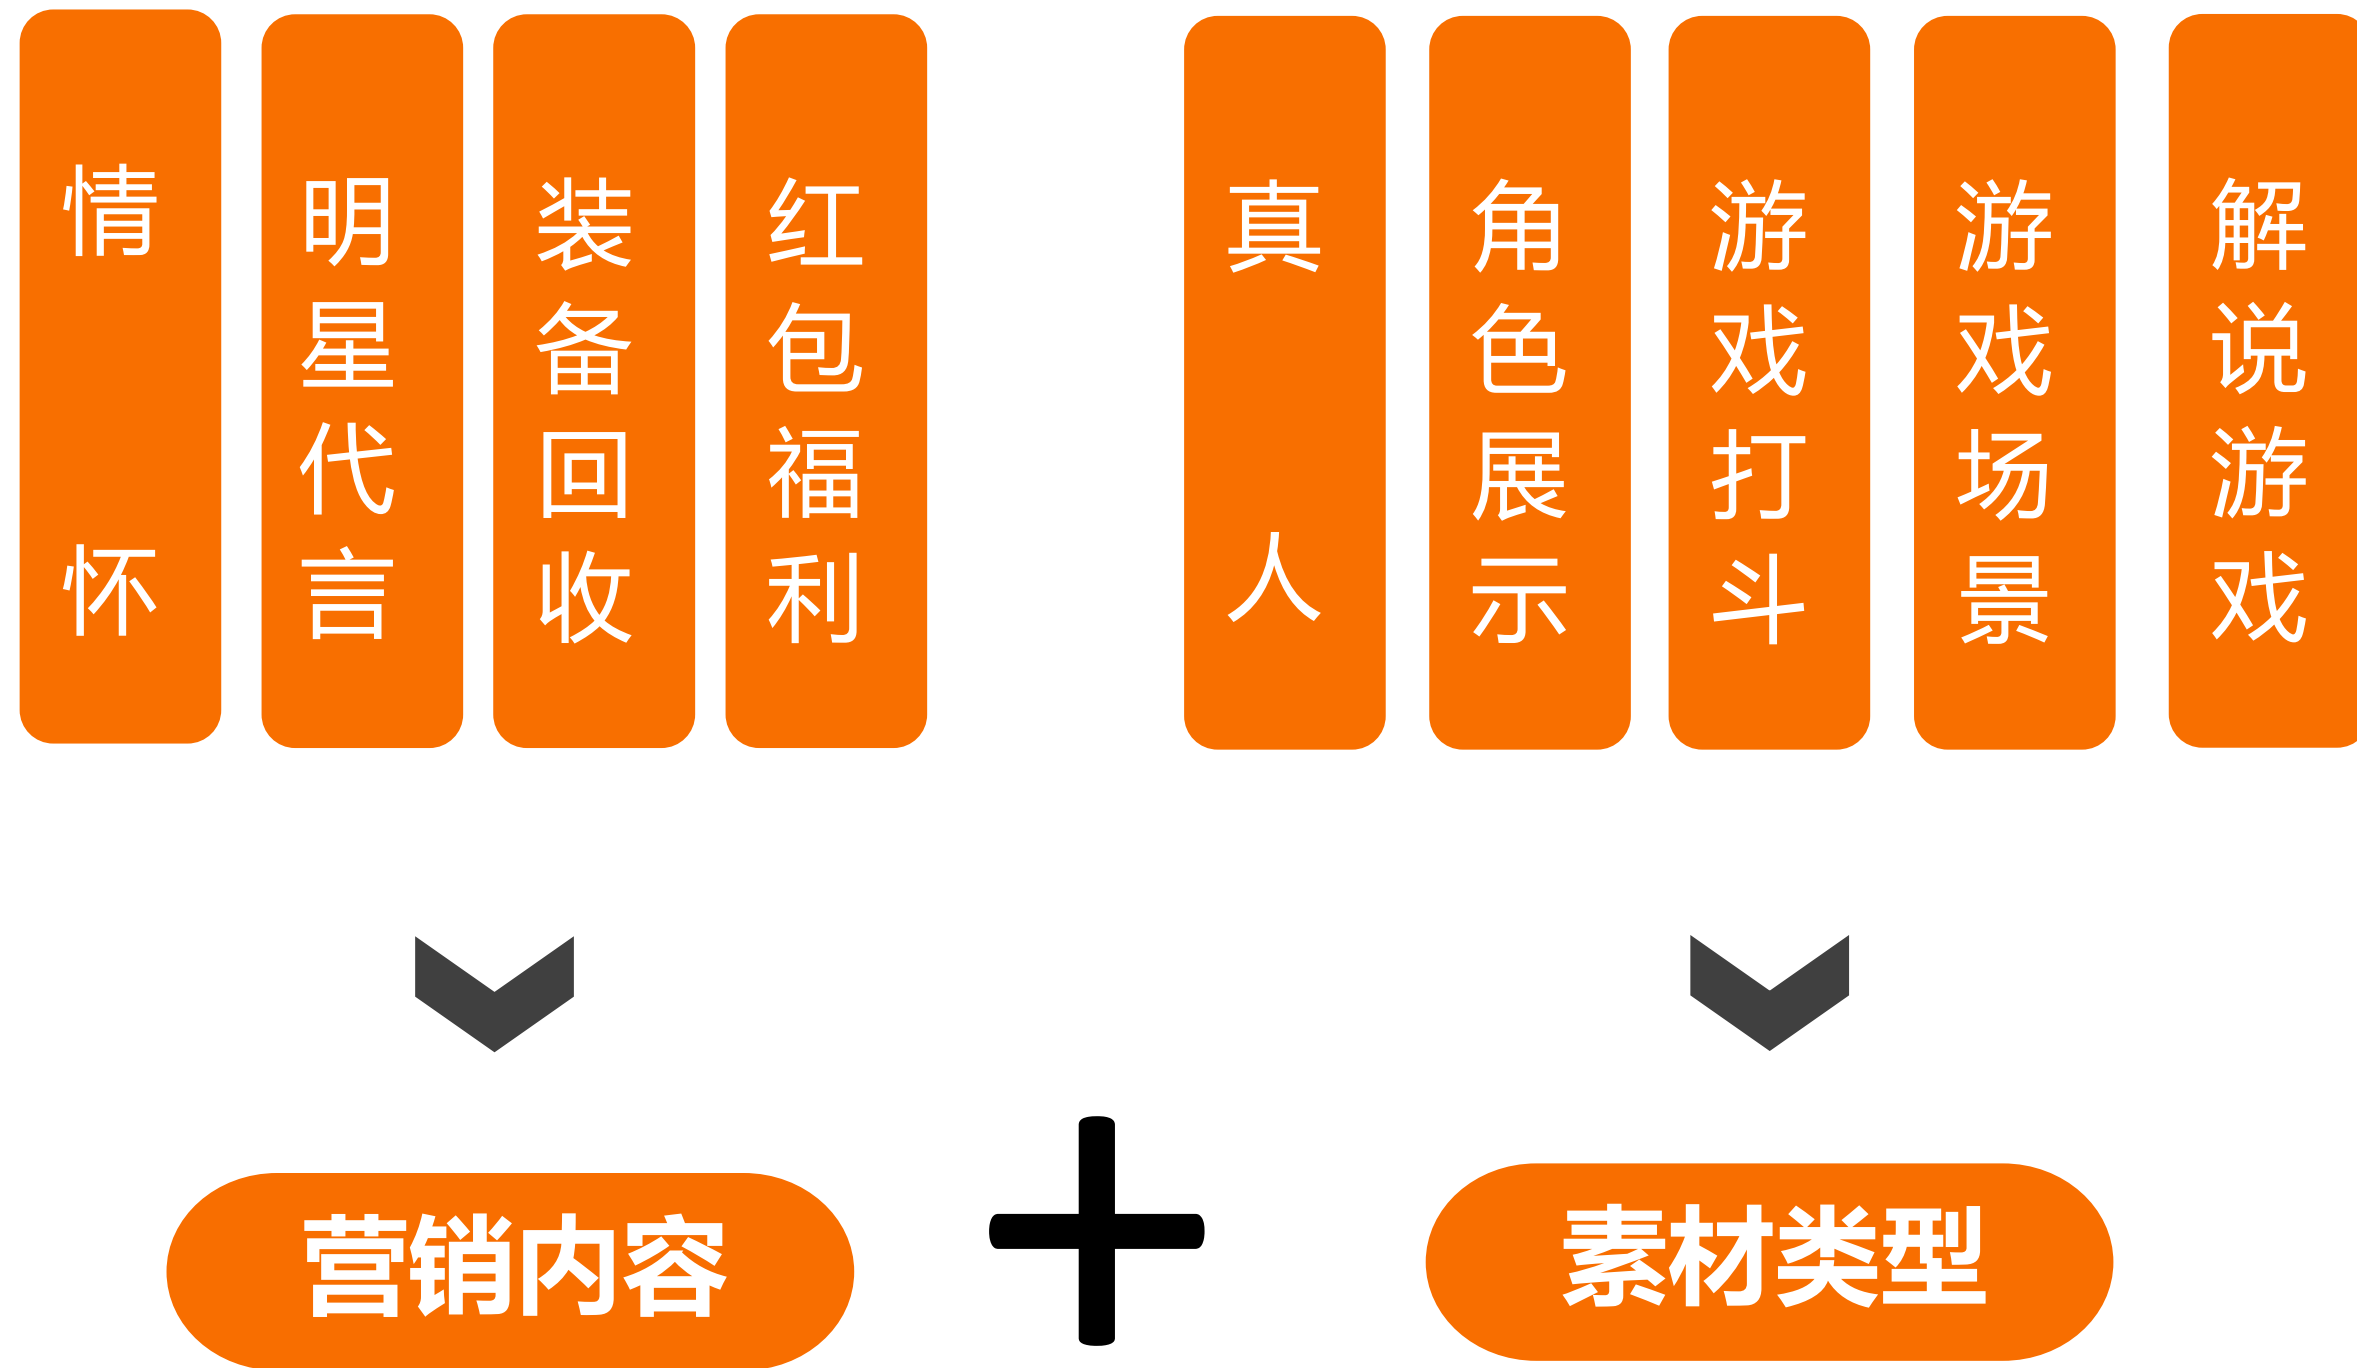 情怀
明星代言
装备回收
红包福利
真人
角色展示
游戏打斗
游戏场景
解说游戏
营销内容
素材类型